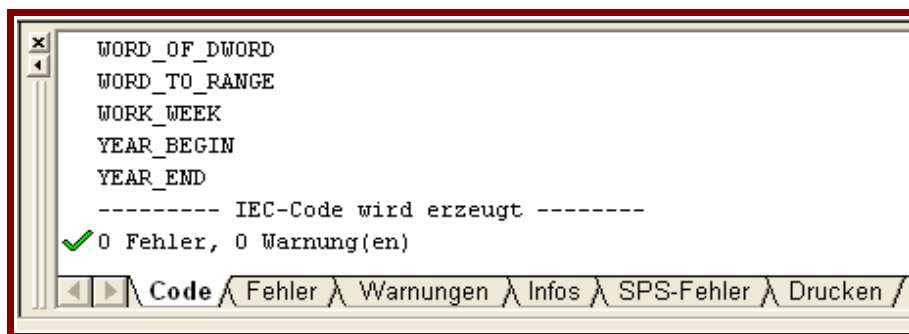 WORD_OF_DWORD
WORD_TO_RANGE
WORK_WEEK
YEAR_BEGIN
YEAR_END
--------- IEC-Code wird erzeugt --------
0 Fehler, 0 Warnung(en)
Code Fehler Warnungen Infos SPS-Fehler Drucken